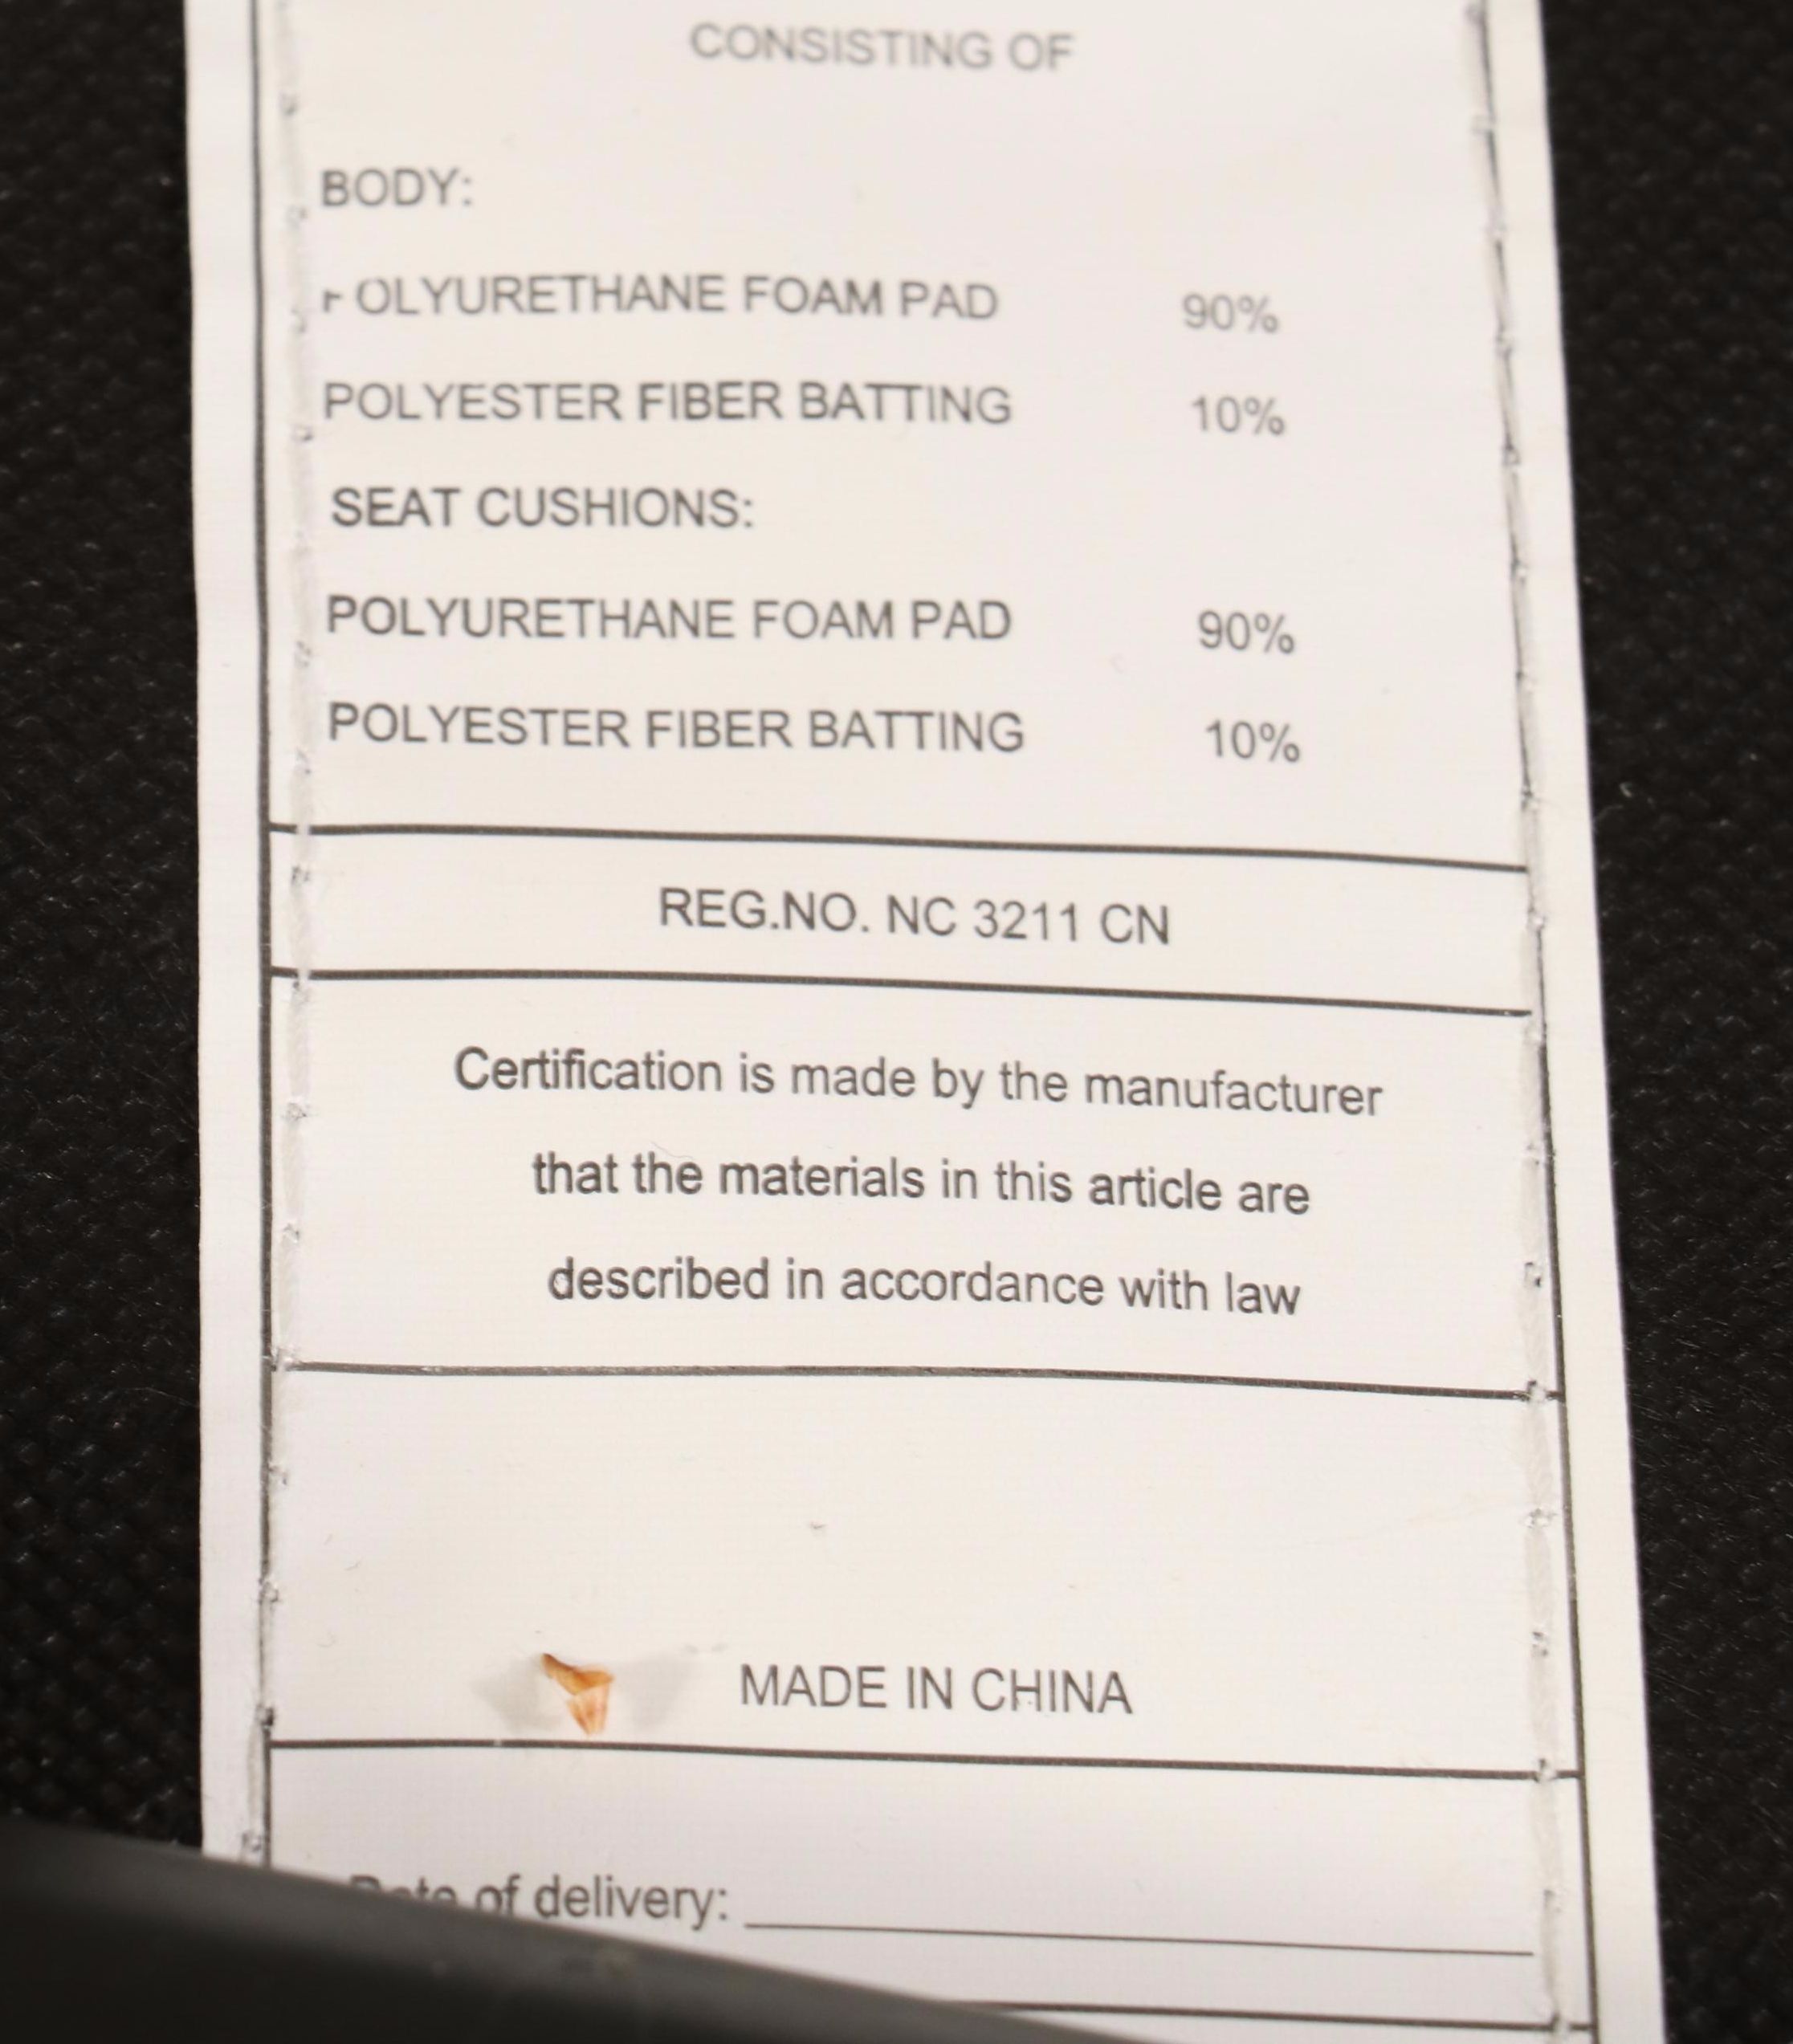 CONSISTING OF
BODY:
POLYURETHANE FOAM PAD 90%
POLYESTER FIBER BATTING 10%
SEAT CUSHIONS:
POLYURETHANE FOAM PAD 90%
POLYESTER FIBER BATTING 10%
REG.NO. NC 3211 CN
Certification is made by the manufacturer
that the materials in this article are
described in accordance with law
MADE IN CHINA
Date of delivery: